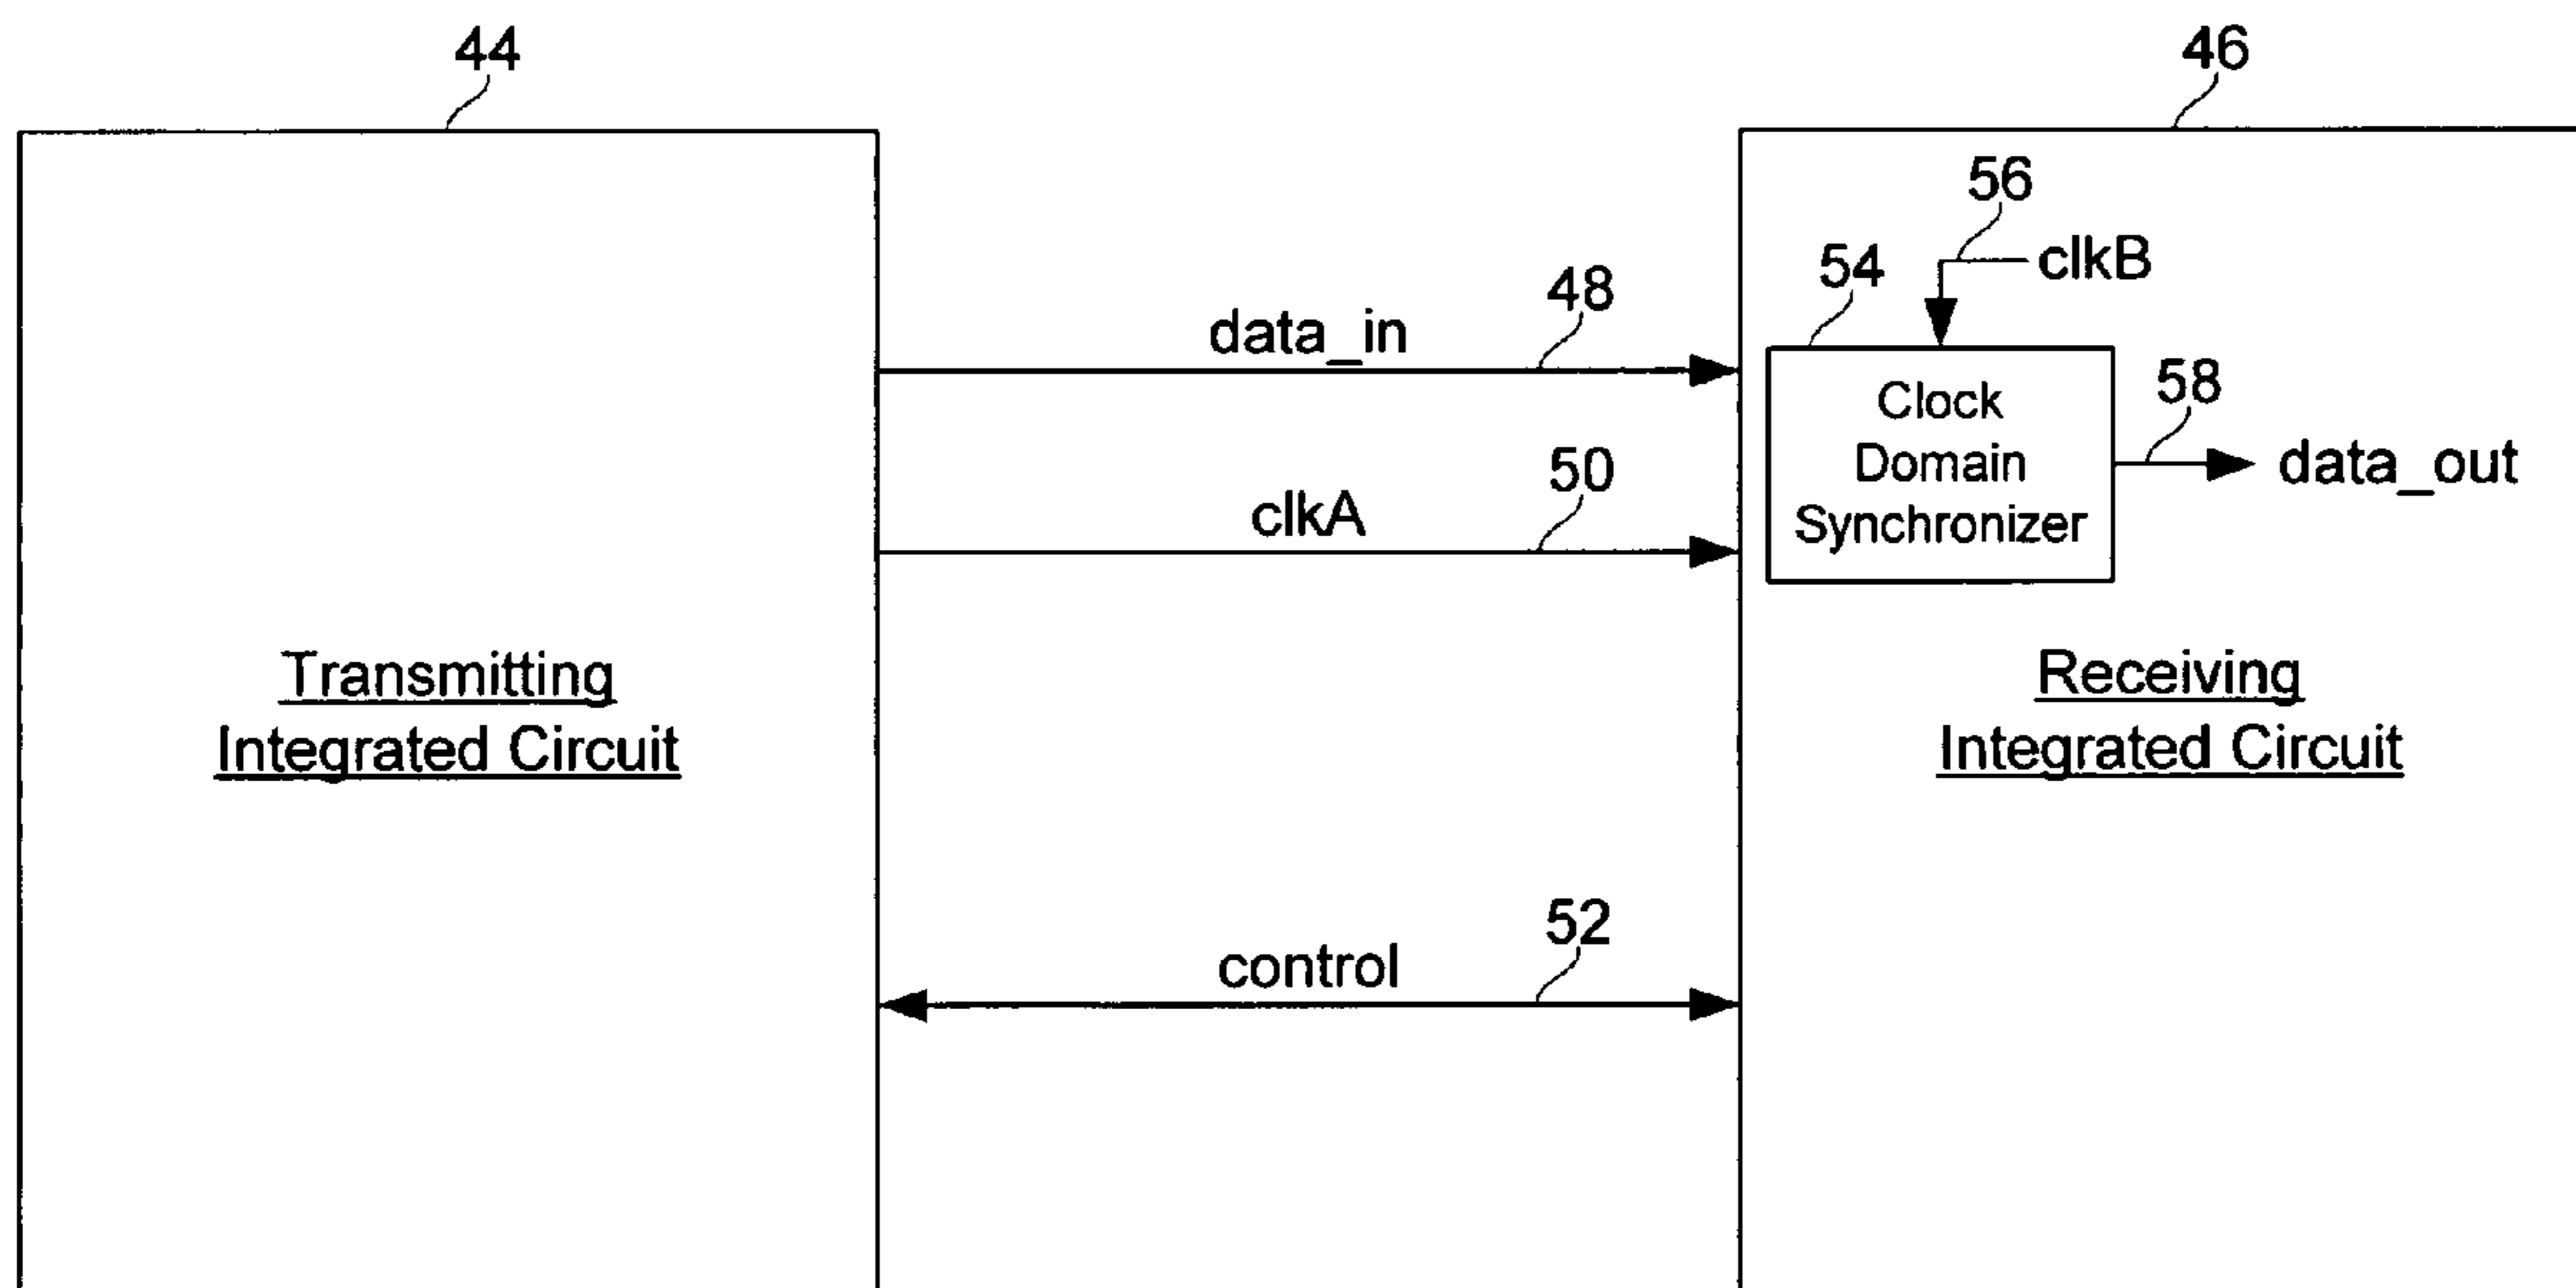 44
46
56
clkB
54
48
data_in
Clock
Domain
Synchronizer
58
data_out
50
clkA
Transmitting
Integrated Circuit
Receiving
Integrated Circuit
52
control